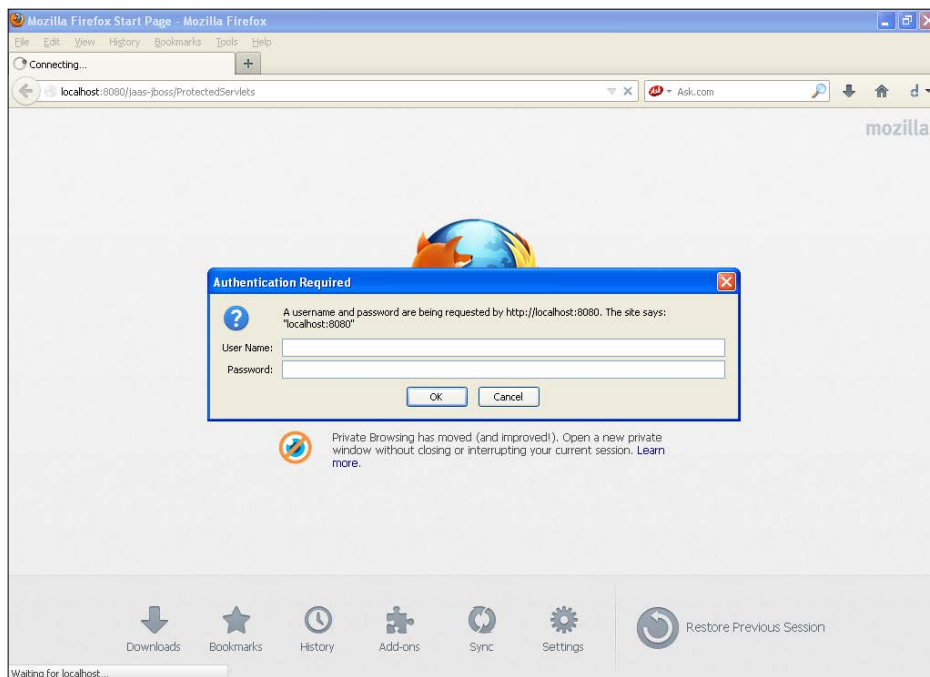 Mozilla Firefox Start Page - Mozilla Firefox
File Edit View History Bookmarks Tools Help
Connecting...
+
localhost:8080/jaas-jboss/ProtectedServlets
Ask Ask.com
d
mozilla
Authentication Required
A username and password are being requested by http://localhost:8080. The site says:
"localhost:8080"
User Name:
Password:
OK Cancel
Private Browsing has moved (and improved!). Open a new private
window without closing or interrupting your current session. Learn
more.
Downloads Bookmarks History Add-ons Sync Settings Restore Previous Session
Waiting for localhost...